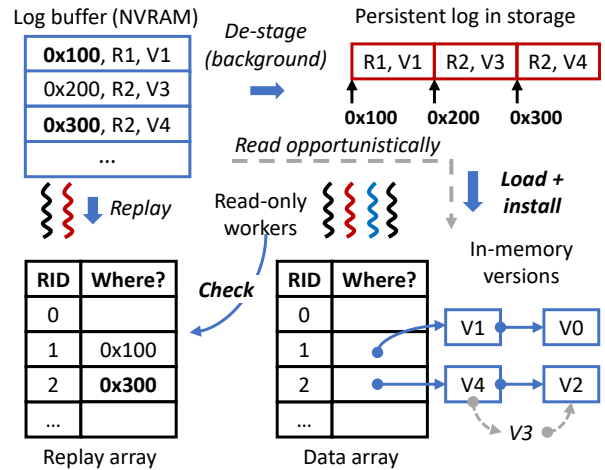 Log buffer (NVRAM)
0x100, R1, V1
0x200, R2, V3
0x300, R2, V4
...
De-stage
(background)
Persistent log in storage
R1, V1 R2, V3 R2, V4
0x100 0x200 0x300
Read opportunistically
Replay
Read-only
workers
Load +
install
In-memory
versions
Check
RID Where?
0
1 0x100
2 0x300
...
Replay array
RID Where?
0
1
2
...
Data array
V1 V0
V4 V2
V3